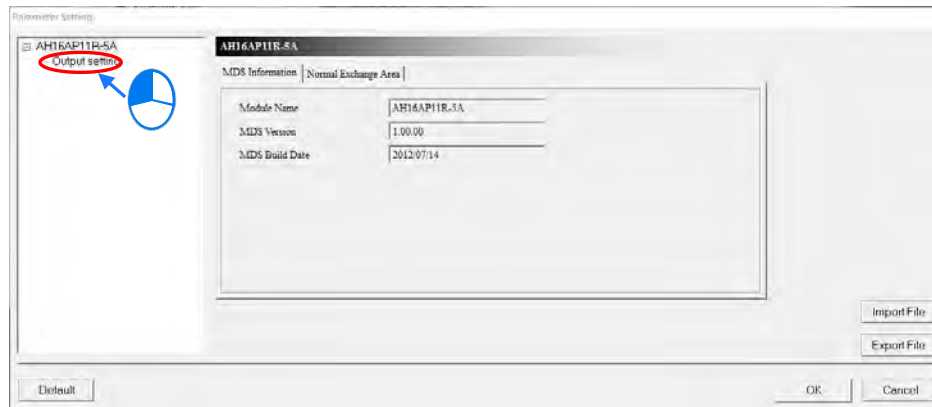 Parameter Setting
AH16AP11R-5A
Output setting
AH16AP11R-5A
MDS Information Normal Exchange Area
Module Name AH16AP11R-5A
MDS Version 1.00.00
MDS Build Date 2012/07/14
Import File
Export File
Default OK Cancel